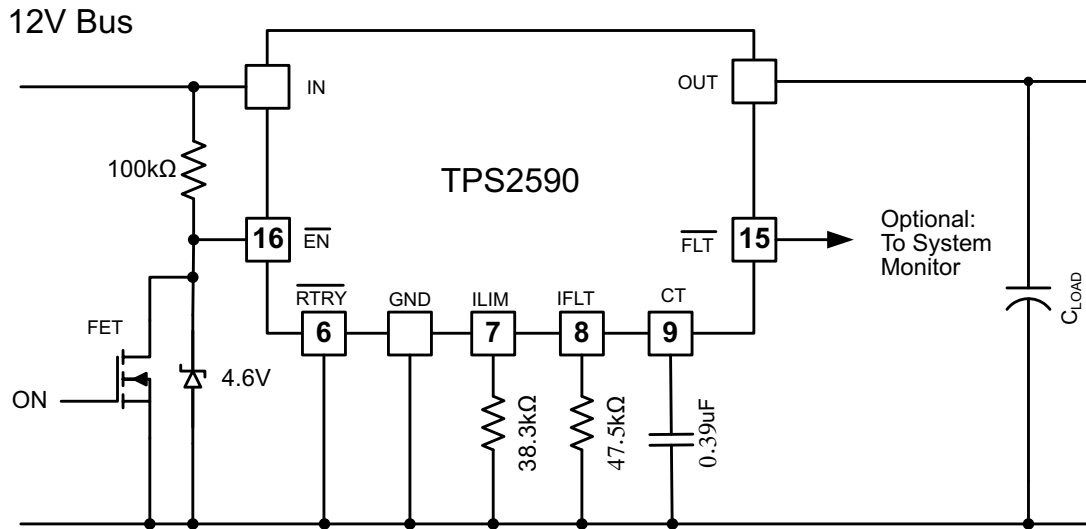 12V Bus
IN
OUT
100kΩ
TPS2590
16
EN
FLT
15
Optional:
To System
Monitor
RTRY
GND
ILIM
IFLT
CT
6
7
8
9
FET
4.6V
ON
38.3kΩ
47.5kΩ
0.39uF
CLOAD